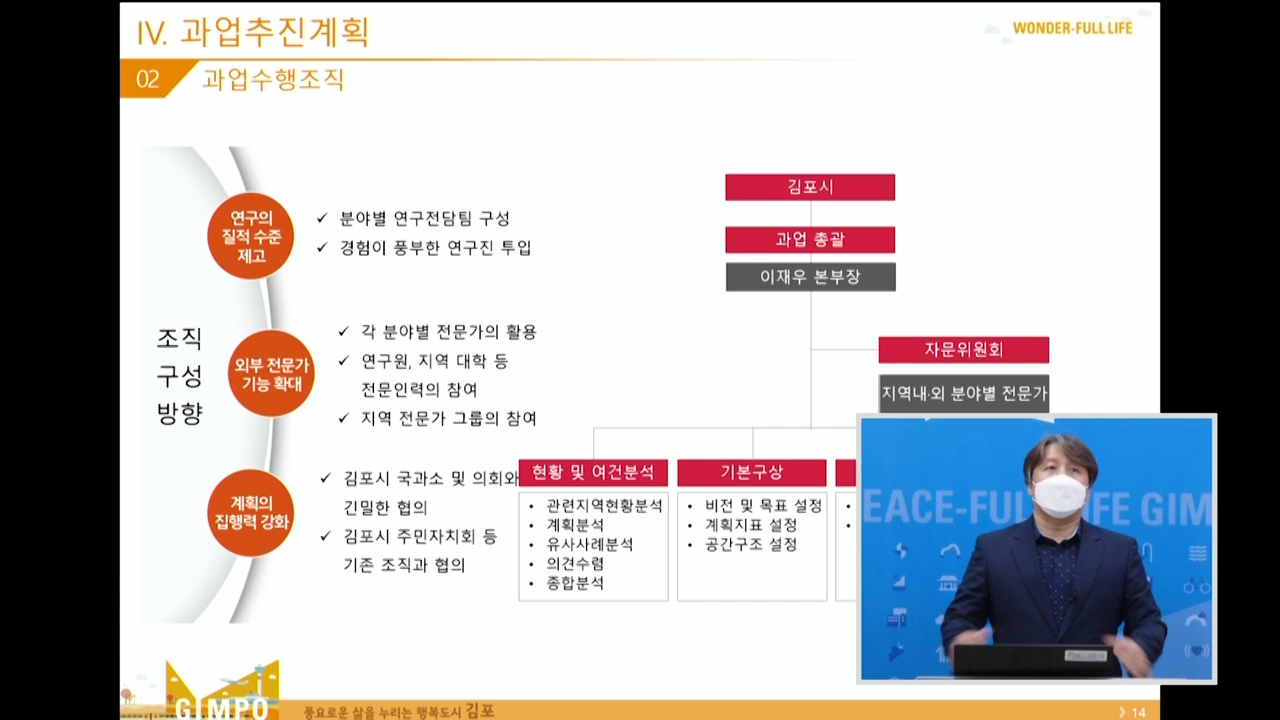 IV. 과업추진계획
WONDER-FULL LIFE
02
과업수행조직
조직
구성
방향
연구의
질적 수준
제고
✓ 분야별 연구전담팀 구성
✓ 경험이 풍부한 연구진 투입
외부 전문가
기능 확대
✓ 각 분야별 전문가의 활용
✓ 연구원, 지역 대학 등
전문인력의 참여
✓ 지역 전문가 그룹의 참여
계획의
집행력 강화
✓ 김포시 국과소 및 의회와
긴밀한 협의
✓ 김포시 주민자치회 등
기존 조직과 협의
김포시
과업 총괄
이재우 본부장
자문위원회
지역내·외 분야별 전문가
현황 및 여건분석
• 관련지역현황분석
• 계획분석
• 유사사례분석
• 의견수렴
• 종합분석
기본구상
• 비전 및 목표 설정
• 계획지표 설정
• 공간구조 설정
EACE-FUL LIFE GIM
GIMPO
풍요로운 삶을 누리는 행복도시 김포
》14